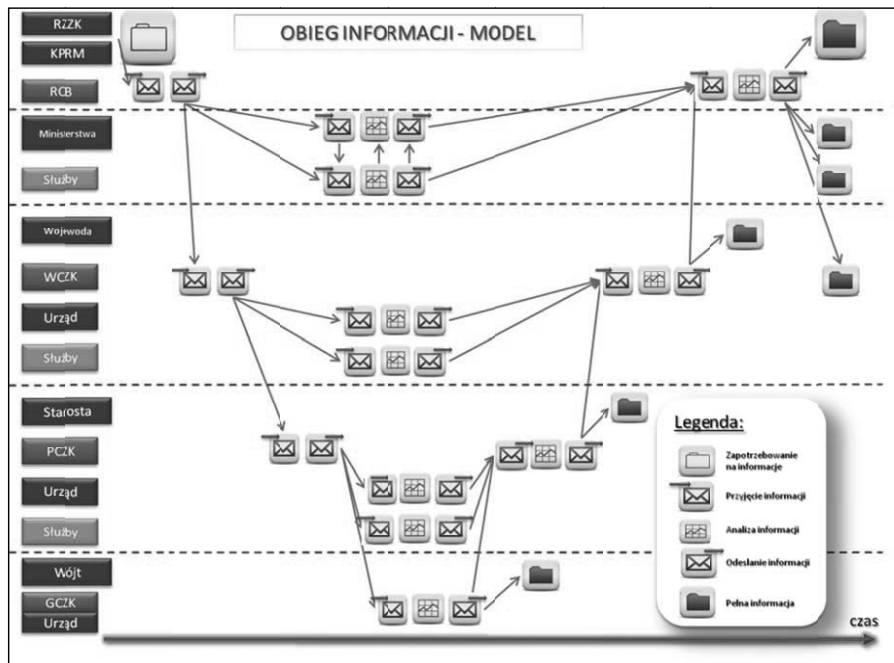 OBIEG INFORMACJI - MODEL
RZZK
KPRM
RCB
Ministerstwa
Służby
Wojewoda
WCZK
Urząd
Służby
Starosta
PCZK
Urząd
Służby
Wójt
GCZK
Urząd
Legenda:
Zapotrzebowanie
na informacje
Przyjęcie informacji
Analiza informacji
Odesłanie informacji
Pełna informacja
czas